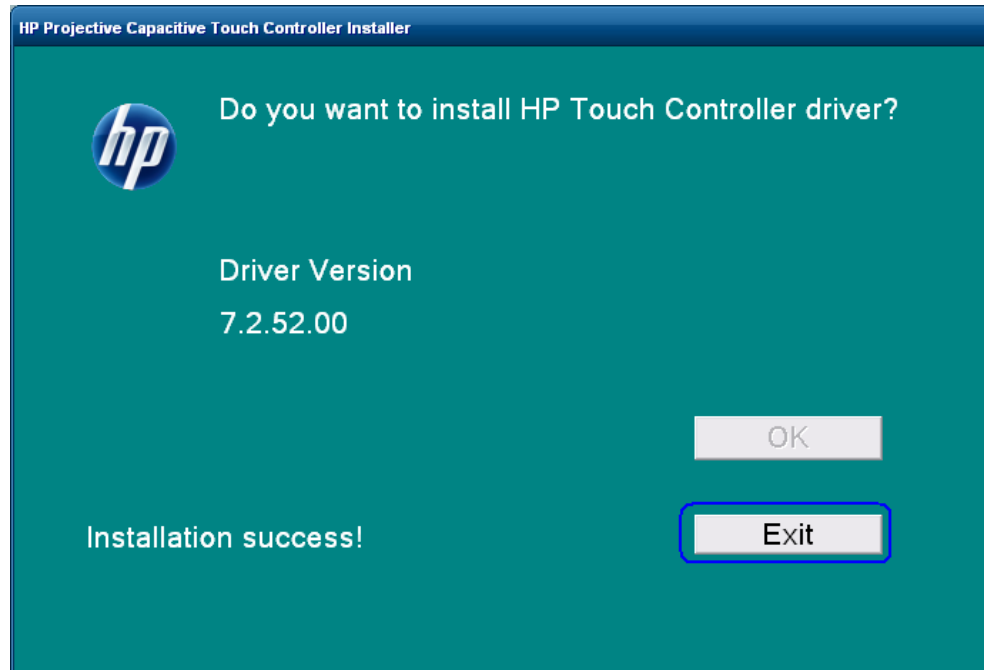 HP Projective Capacitive Touch Controller Installer
hp
Do you want to install HP Touch Controller driver?
Driver Version
7.2.52.00
OK
Installation success!
Exit